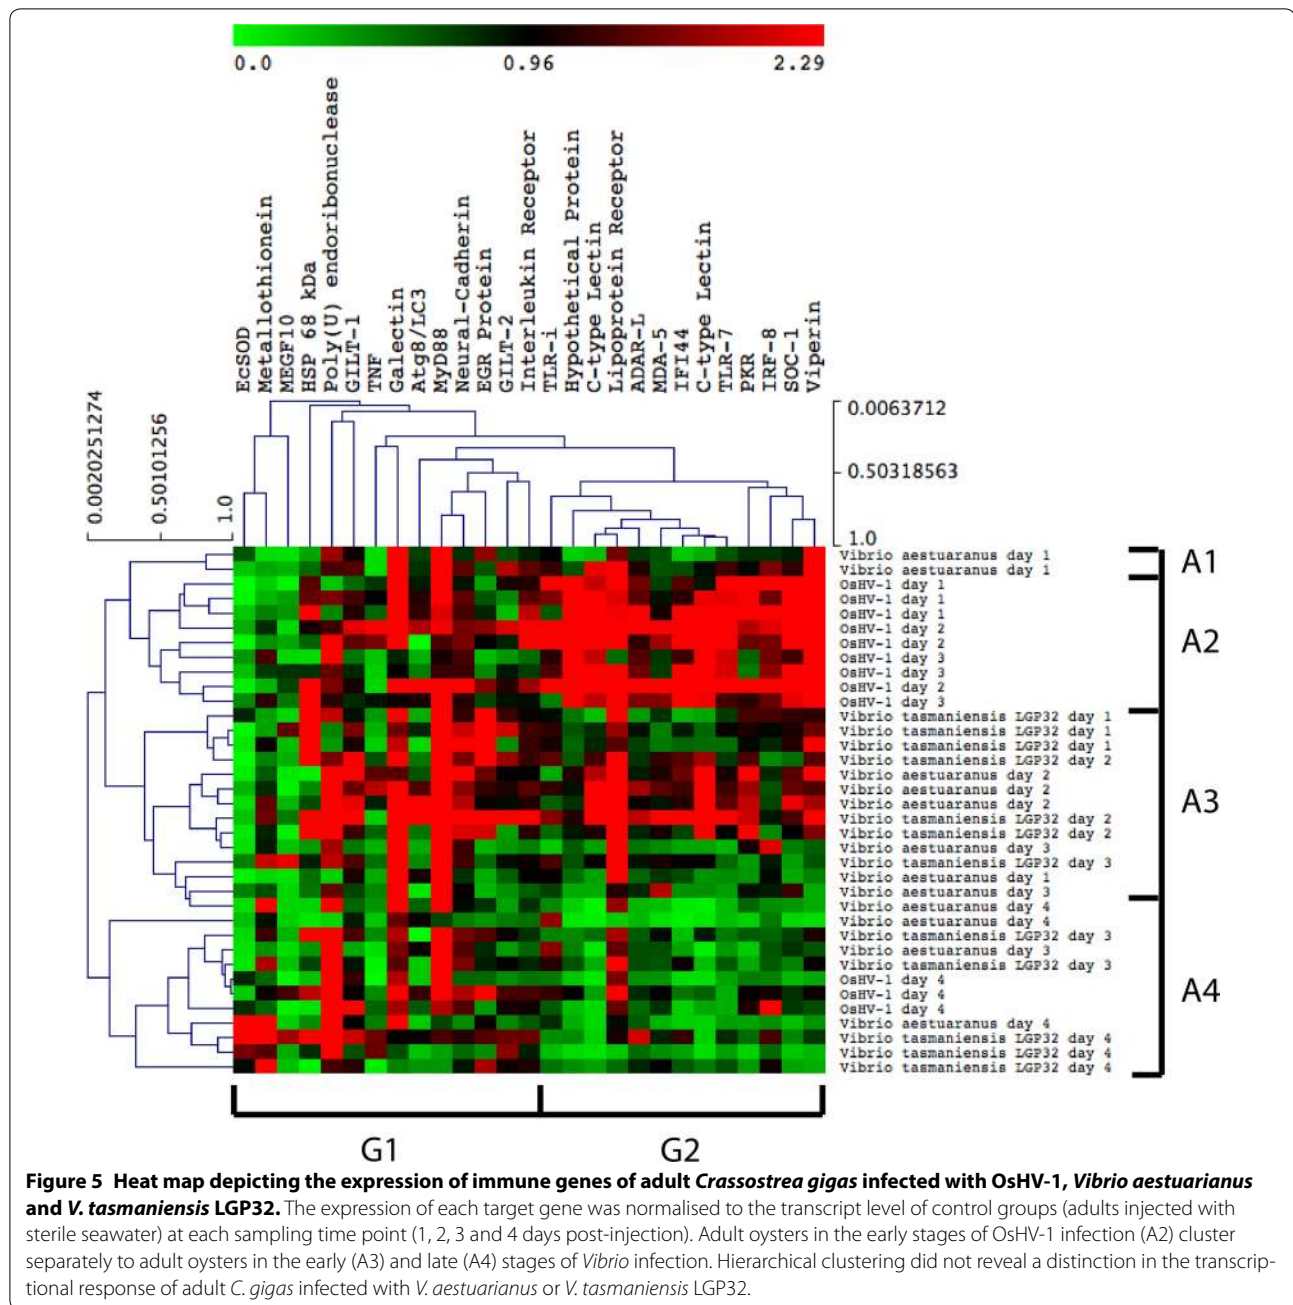 0.0 0.96 2.29
EcSOD
Metallothionein
MEGF10
HSP 68 kDa
Poly(U) endoribonuclease
GILT-1
TNF
Galectin
Atg8/LC3
MyD88
Neural-Cadherin
EGR Protein
GILT-2
Interleukin Receptor
TLR-i
Hypothetical Protein
C-type Lectin
Lipoprotein Receptor
ADAR-L
MDA-5
IFI44
C-type Lectin
TLR-7
PKR
IRF-8
SOC-1
Viperin
0.0020251274
0.50101256
1.0
0.0063712
0.50318563
1.0
Vibrio aestuaranus day 1
Vibrio aestuaranus day 1
OsHV-1 day 1
OsHV-1 day 1
OsHV-1 day 1
OsHV-1 day 2
OsHV-1 day 2
OsHV-1 day 3
OsHV-1 day 3
OsHV-1 day 2
OsHV-1 day 3
Vibrio tasmaniensis LGP32 day 1
Vibrio tasmaniensis LGP32 day 1
Vibrio tasmaniensis LGP32 day 1
Vibrio tasmaniensis LGP32 day 2
Vibrio aestuaranus day 2
Vibrio aestuaranus day 2
Vibrio aestuaranus day 2
Vibrio tasmaniensis LGP32 day 2
Vibrio tasmaniensis LGP32 day 2
Vibrio aestuaranus day 3
Vibrio tasmaniensis LGP32 day 3
Vibrio aestuaranus day 1
Vibrio aestuaranus day 3
Vibrio aestuaranus day 4
Vibrio aestuaranus day 4
Vibrio tasmaniensis LGP32 day 3
Vibrio aestuaranus day 3
Vibrio tasmaniensis LGP32 day 3
OsHV-1 day 4
OsHV-1 day 4
OsHV-1 day 4
Vibrio aestuaranus day 4
Vibrio tasmaniensis LGP32 day 4
Vibrio tasmaniensis LGP32 day 4
Vibrio tasmaniensis LGP32 day 4
A1
A2
A3
A4
G1 G2
Figure 5 Heat map depicting the expression of immune genes of adult Crassostrea gigas infected with OsHV-1, Vibrio aestuarianus
and V. tasmaniensis LGP32. The expression of each target gene was normalised to the transcript level of control groups (adults injected with
sterile seawater) at each sampling time point (1, 2, 3 and 4 days post-injection). Adult oysters in the early stages of OsHV-1 infection (A2) cluster
separately to adult oysters in the early (A3) and late (A4) stages of Vibrio infection. Hierarchical clustering did not reveal a distinction in the transcrip-
tional response of adult C. gigas infected with V. aestuarianus or V. tasmaniensis LGP32.